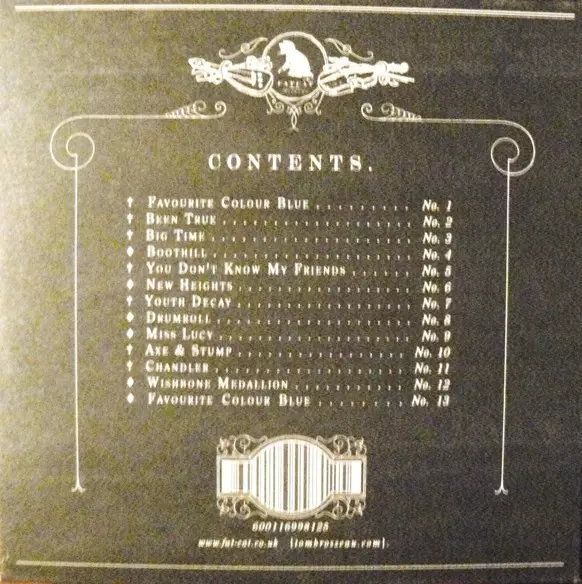 FATCAT
CONTENTS.
† FAVOURITE COLOUR BLUE . . . . . . . . . No. 1
† BEEN TRUE . . . . . . . . . . . . . . . . . No. 2
† BIG TIME . . . . . . . . . . . . . . . . . . No. 3
♦ BOOTHILL . . . . . . . . . . . . . . . . . . No. 4
† YOU DON'T KNOW MY FRIENDS . . . . . . No. 5
♦ NEW HEIGHTS . . . . . . . . . . . . . . . . No. 6
† YOUTH DECAY . . . . . . . . . . . . . . . . No. 7
♦ DRUMROLL . . . . . . . . . . . . . . . . . No. 8
♦ MISS LUCY . . . . . . . . . . . . . . . . . No. 9
† AXE & STUMP . . . . . . . . . . . . . . . No. 10
† CHANDLER . . . . . . . . . . . . . . . . . No. 11
♦ WISHBONE MEDALLION . . . . . . . . . . No. 12
♦ FAVOURITE COLOUR BLUE . . . . . . . . No. 13
600116998128
www.fat-cat.co.uk [tombrosseau.com].